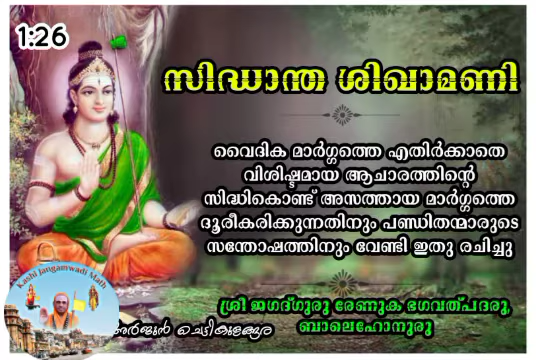 1:26
സിദ്ധാന്ത ശിഖാമണി
വൈദിക മാർഗ്ഗത്തെ എതിർക്കാതെ
വിശിഷ്ടമായ ആചാരത്തിന്റെ
സിദ്ധികൊണ്ട് അസത്തായ മാർഗ്ഗത്തെ
ദൂരീകരിക്കുന്നതിനും പണ്ഡിതന്മാരുടെ
സന്തോഷത്തിനും വേണ്ടി ഇതു രചിച്ചു
ശ്രീ ജഗദ്ഗുരു രേണുക ഭഗവത്പദരു,
ബാലെഹോന്നൂരു
Kashi Jangamwadi Math